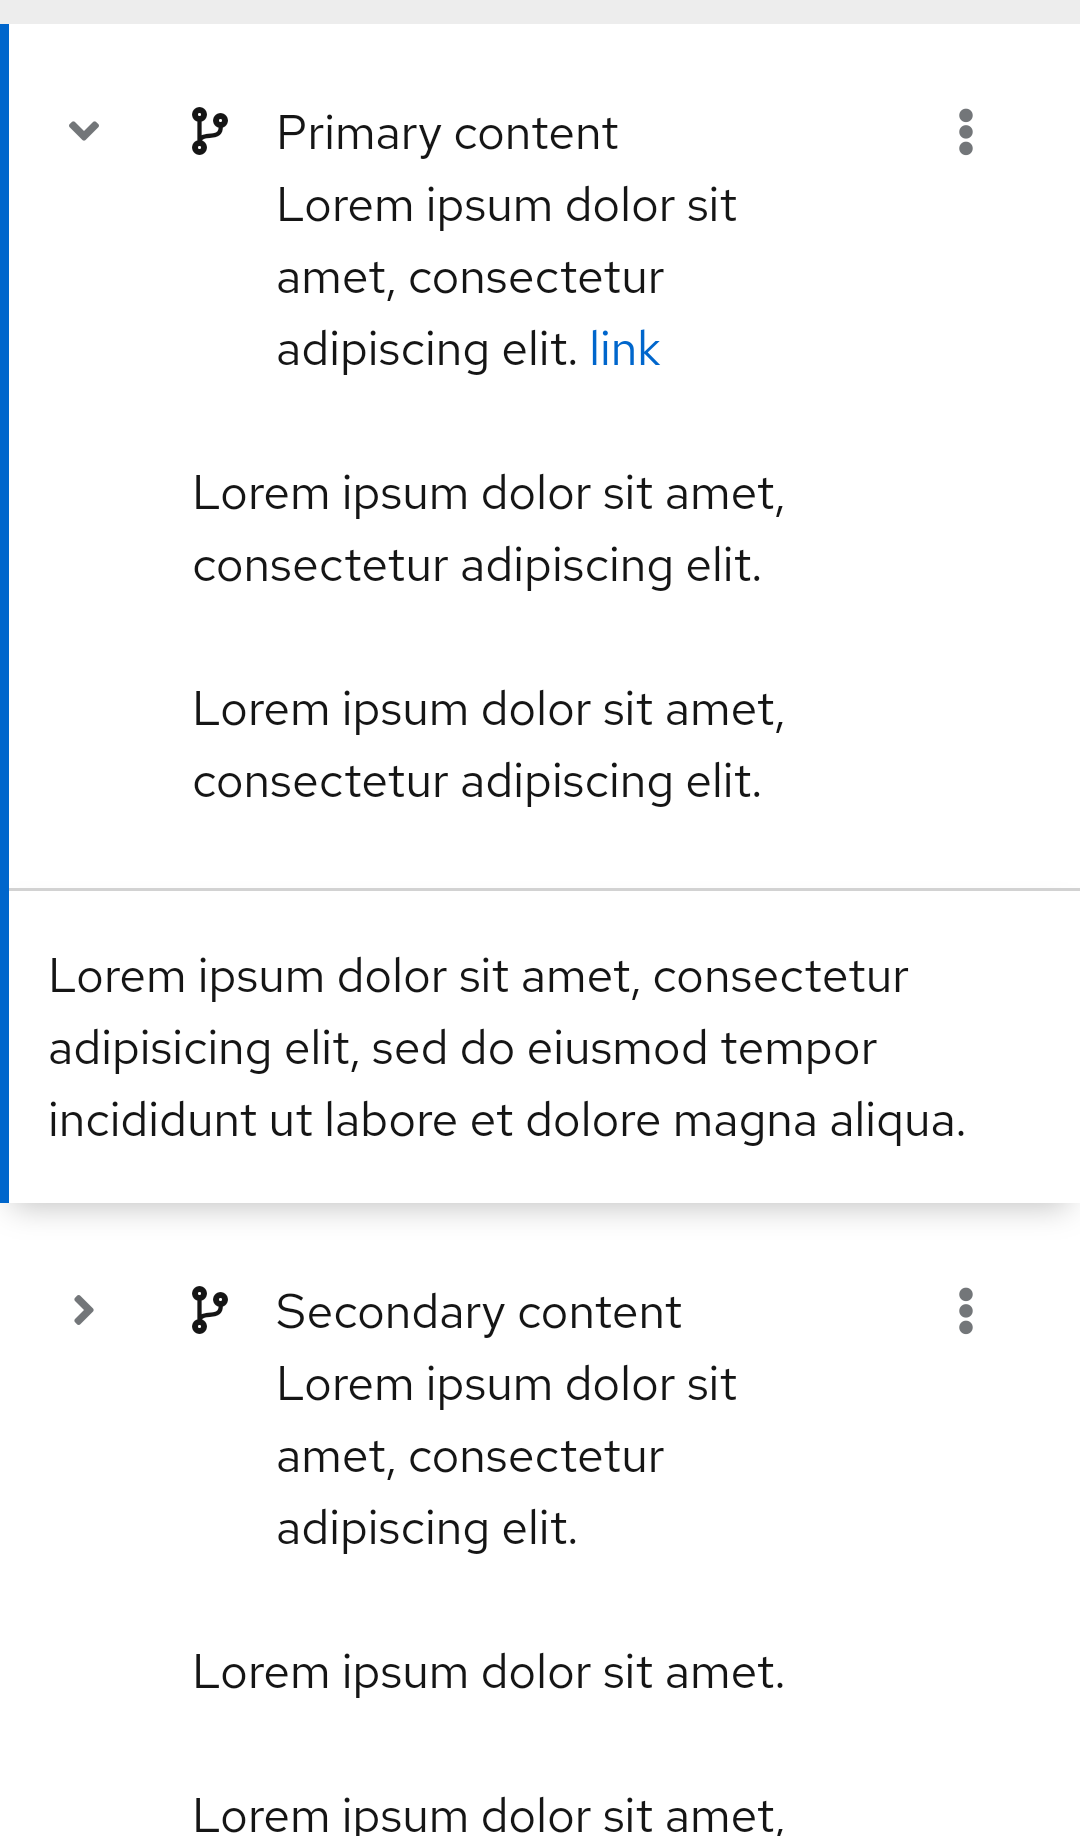 Primary content
Lorem ipsum dolor sit
amet, consectetur
adipiscing elit. link
Lorem ipsum dolor sit amet,
consectetur adipiscing elit.
Lorem ipsum dolor sit amet,
consectetur adipiscing elit.
Lorem ipsum dolor sit amet, consectetur
adipisicing elit, sed do eiusmod tempor
incididunt ut labore et dolore magna aliqua.
Secondary content
Lorem ipsum dolor sit
amet, consectetur
adipiscing elit.
Lorem ipsum dolor sit amet.
Lorem ipsum dolor sit amet,